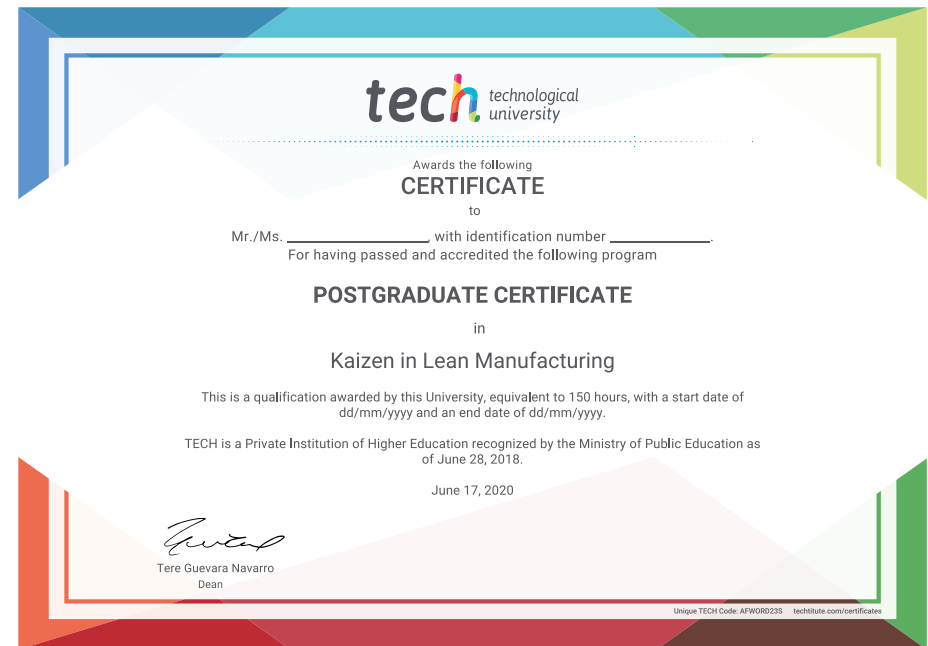 tech technological
university
Awards the following
CERTIFICATE
to
Mr./Ms. ____________________, with identification number ______________.
For having passed and accredited the following program
POSTGRADUATE CERTIFICATE
in
Kaizen in Lean Manufacturing
This is a qualification awarded by this University, equivalent to 150 hours, with a start date of
dd/mm/yyyy and an end date of dd/mm/yyyy.
TECH is a Private Institution of Higher Education recognized by the Ministry of Public Education as
of June 28, 2018.
June 17, 2020
Tere Guevara Navarro
Dean
Unique TECH Code: AFWORD23S techtitute.com/certificates